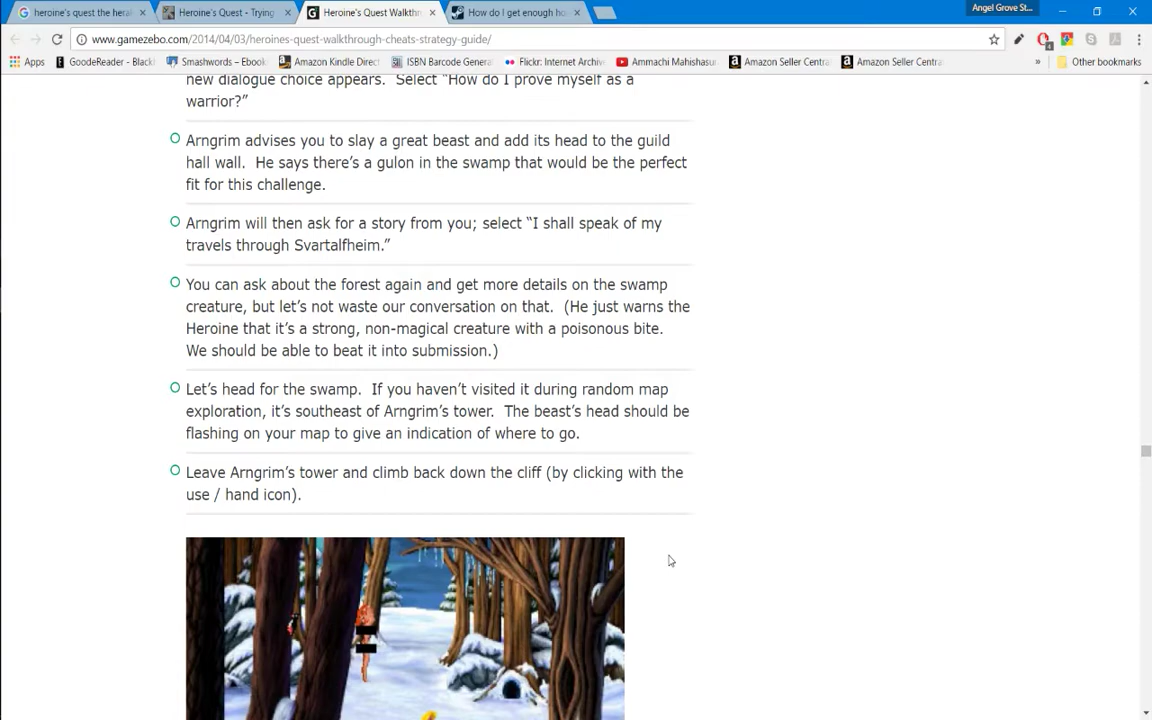 heroine's quest the hera
Heroine's Quest - Trying
Heroine's Quest Walkthr
How do I get enough ho
Angel Grove St...
www.gamezebo.com/2014/04/03/heroines-quest-walkthrough-cheats-strategy-guide/
Apps
GoodeReader - Black
Smashwords – Ebook
Amazon Kindle Direct
ISBN Barcode Genera
Flickr: Internet Archiv
Ammachi Mahishasu
Amazon Seller Centra
Amazon Seller Centra
»
Other bookmarks
new dialogue choice appears. Select “How do I prove myself as a
warrior?”
Arngrim advises you to slay a great beast and add its head to the guild
hall wall. He says there’s a gulon in the swamp that would be the perfect
fit for this challenge.
Arngrim will then ask for a story from you; select “I shall speak of my
travels through Svartalfheim.”
You can ask about the forest again and get more details on the swamp
creature, but let’s not waste our conversation on that. (He just warns the
Heroine that it’s a strong, non-magical creature with a poisonous bite.
We should be able to beat it into submission.)
Let’s head for the swamp. If you haven’t visited it during random map
exploration, it’s southeast of Arngrim’s tower. The beast’s head should be
flashing on your map to give an indication of where to go.
Leave Arngrim’s tower and climb back down the cliff (by clicking with the
use / hand icon).